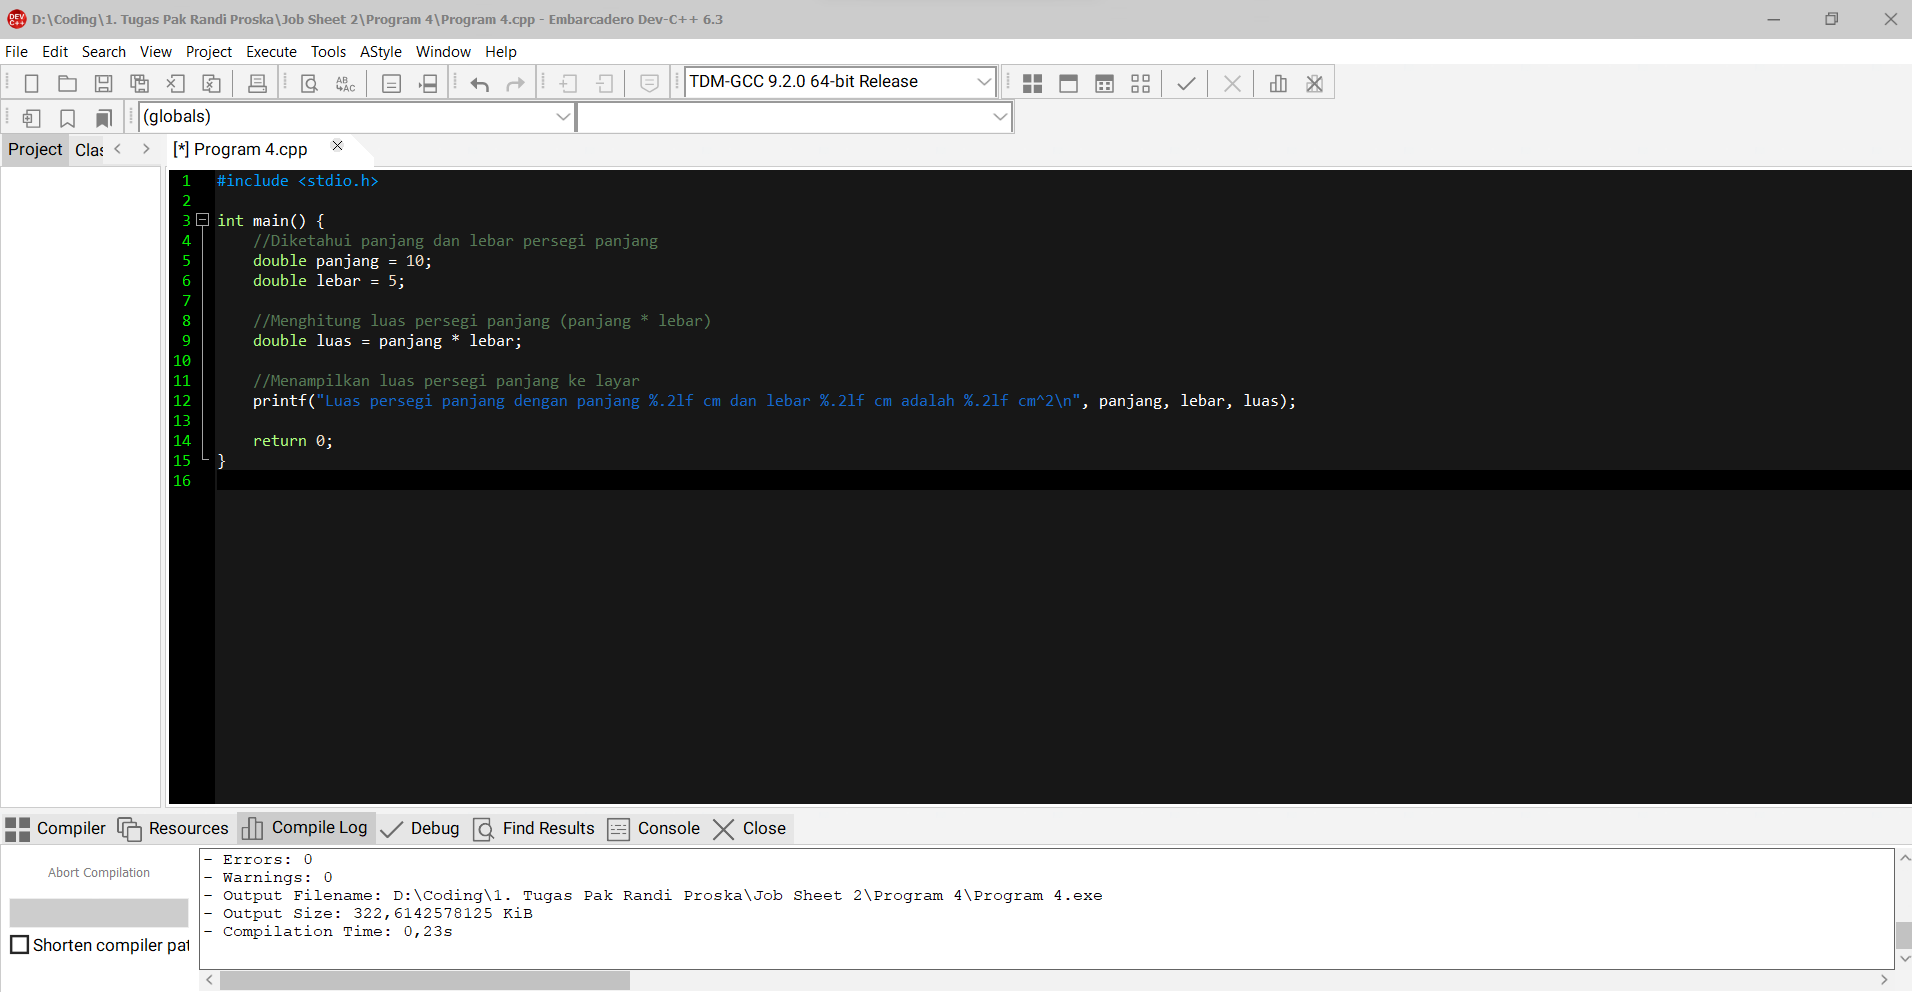 D:\Coding\1. Tugas Pak Randi Proska\Job Sheet 2\Program 4\Program 4.cpp - Embarcadero Dev-C++ 6.3
File Edit Search View Project Execute Tools AStyle Window Help
TDM-GCC 9.2.0 64-bit Release
(globals)
Project Clas [*] Program 4.cpp
1 #include <stdio.h>
2
3 int main() {
4 //Diketahui panjang dan lebar persegi panjang
5 double panjang = 10;
6 double lebar = 5;
7
8 //Menghitung luas persegi panjang (panjang * lebar)
9 double luas = panjang * lebar;
10
11 //Menampilkan luas persegi panjang ke layar
12 printf("Luas persegi panjang dengan panjang %.2lf cm dan lebar %.2lf cm adalah %.2lf cm^2\n", panjang, lebar, luas);
13
14 return 0;
15 }
16
Compiler Resources Compile Log Debug Find Results Console Close
Abort Compilation
Shorten compiler pat
- Errors: 0
- Warnings: 0
- Output Filename: D:\Coding\1. Tugas Pak Randi Proska\Job Sheet 2\Program 4\Program 4.exe
- Output Size: 322,6142578125 KiB
- Compilation Time: 0,23s